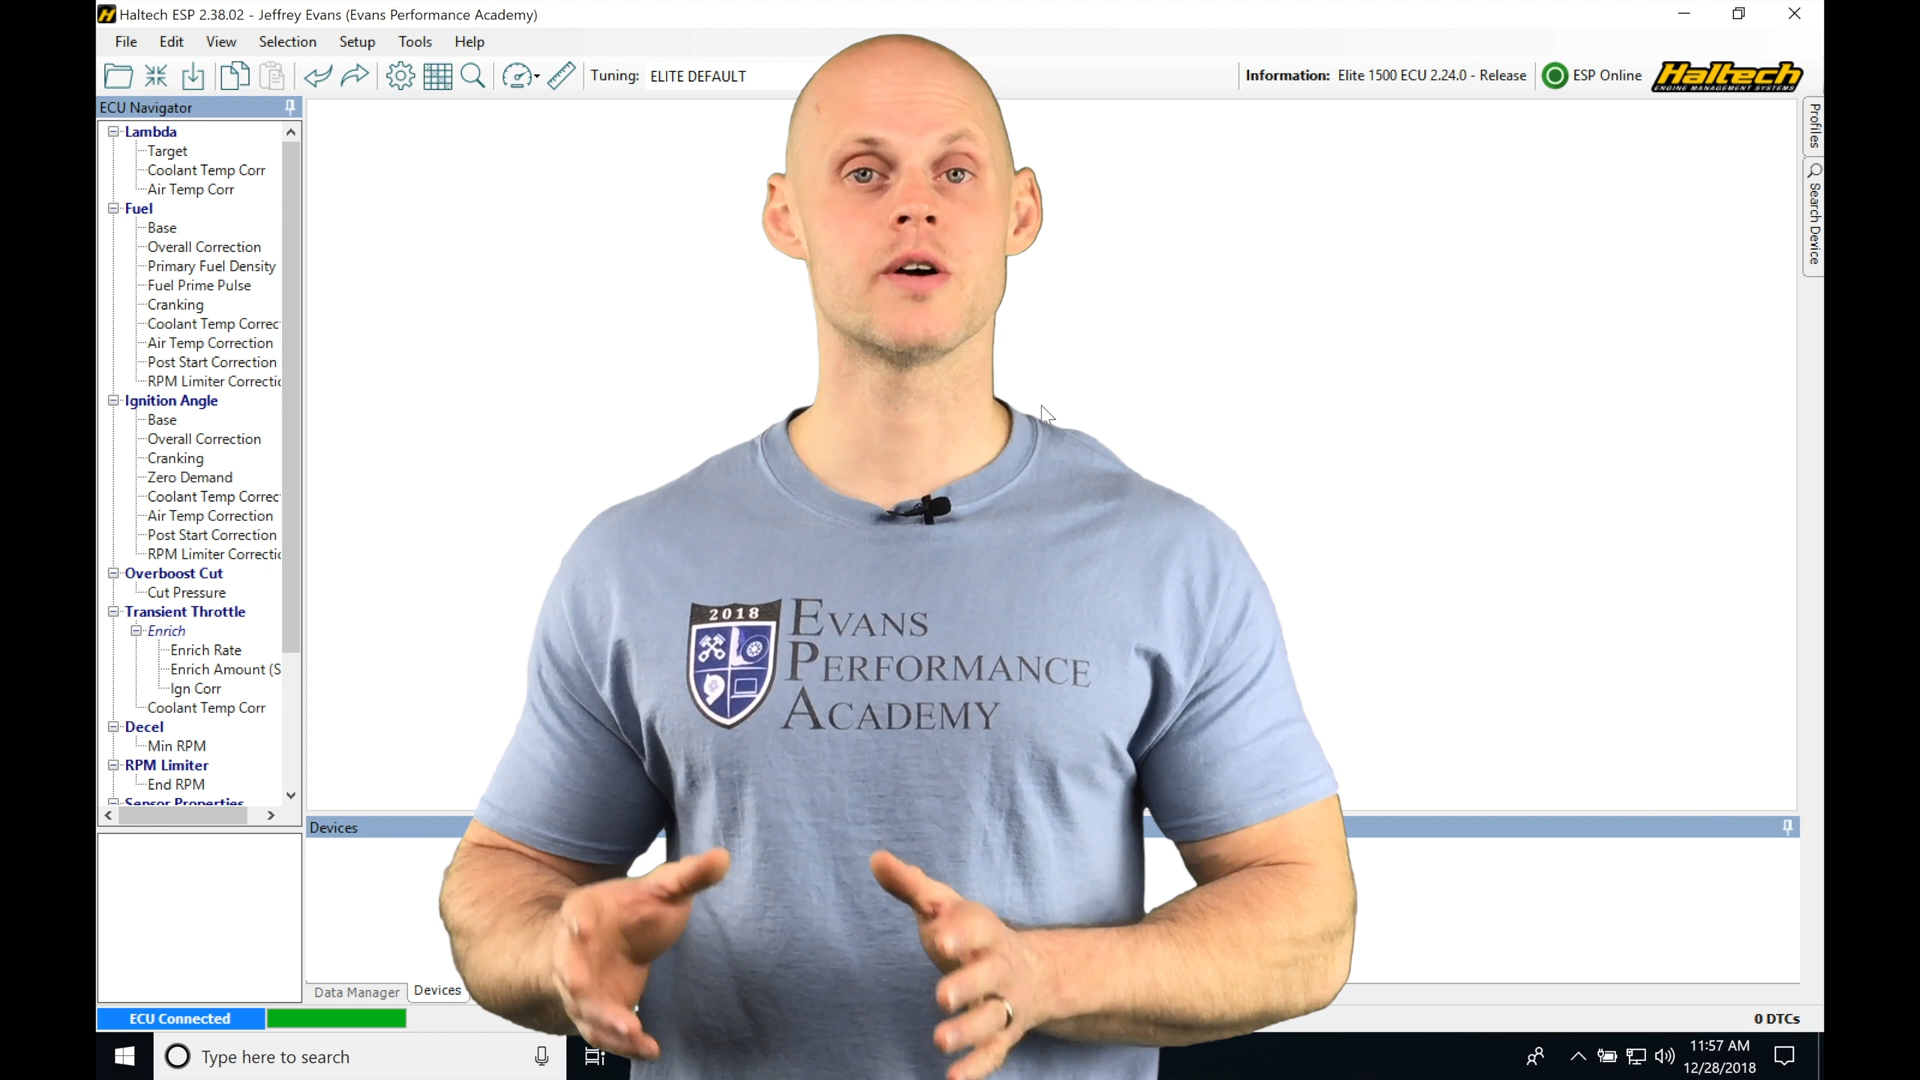 Haltech ESP 2.38.02 - Jeffrey Evans (Evans Performance Academy)
File Edit View Selection Setup Tools Help
Tuning: ELITE DEFAULT
Information: Elite 1500 ECU 2.24.0 - Release
ESP Online
Haltech
ENGINE MANAGEMENT SYSTEMS
ECU Navigator
Lambda
Target
Coolant Temp Corr
Air Temp Corr
Fuel
Base
Overall Correction
Primary Fuel Density
Fuel Prime Pulse
Cranking
Coolant Temp Correc
Air Temp Correction
Post Start Correction
RPM Limiter Correctic
Ignition Angle
Base
Overall Correction
Cranking
Zero Demand
Coolant Temp Correc
Air Temp Correction
Post Start Correction
RPM Limiter Correctic
Overboost Cut
Cut Pressure
Transient Throttle
Enrich
Enrich Rate
Enrich Amount (S
Ign Corr
Coolant Temp Corr
Decel
Min RPM
RPM Limiter
End RPM
Sensor Properties
Profiles
Search Device
2018
EVANS
PERFORMANCE
ACADEMY
Devices
Data Manager Devices
ECU Connected
0 DTCs
Type here to search
11:57 AM
12/28/2018